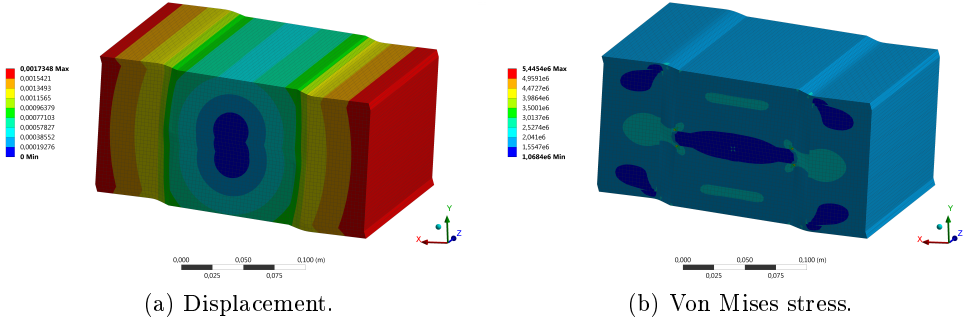 0,0017348 Max
0,0015421
0,0013493
0,0011565
0,00096379
0,00077103
0,00057827
0,00038552
0,00019276
0 Min
Y
Z
X
0,000 0,050 0,100 (m)
0,025 0,075
(a) Displacement.
5,4454e6 Max
4,9591e6
4,4727e6
3,9864e6
3,5001e6
3,0137e6
2,5274e6
2,041e6
1,5547e6
1,0684e6 Min
Y
Z
X
0,000 0,050 0,100 (m)
0,025 0,075
(b) Von Mises stress.